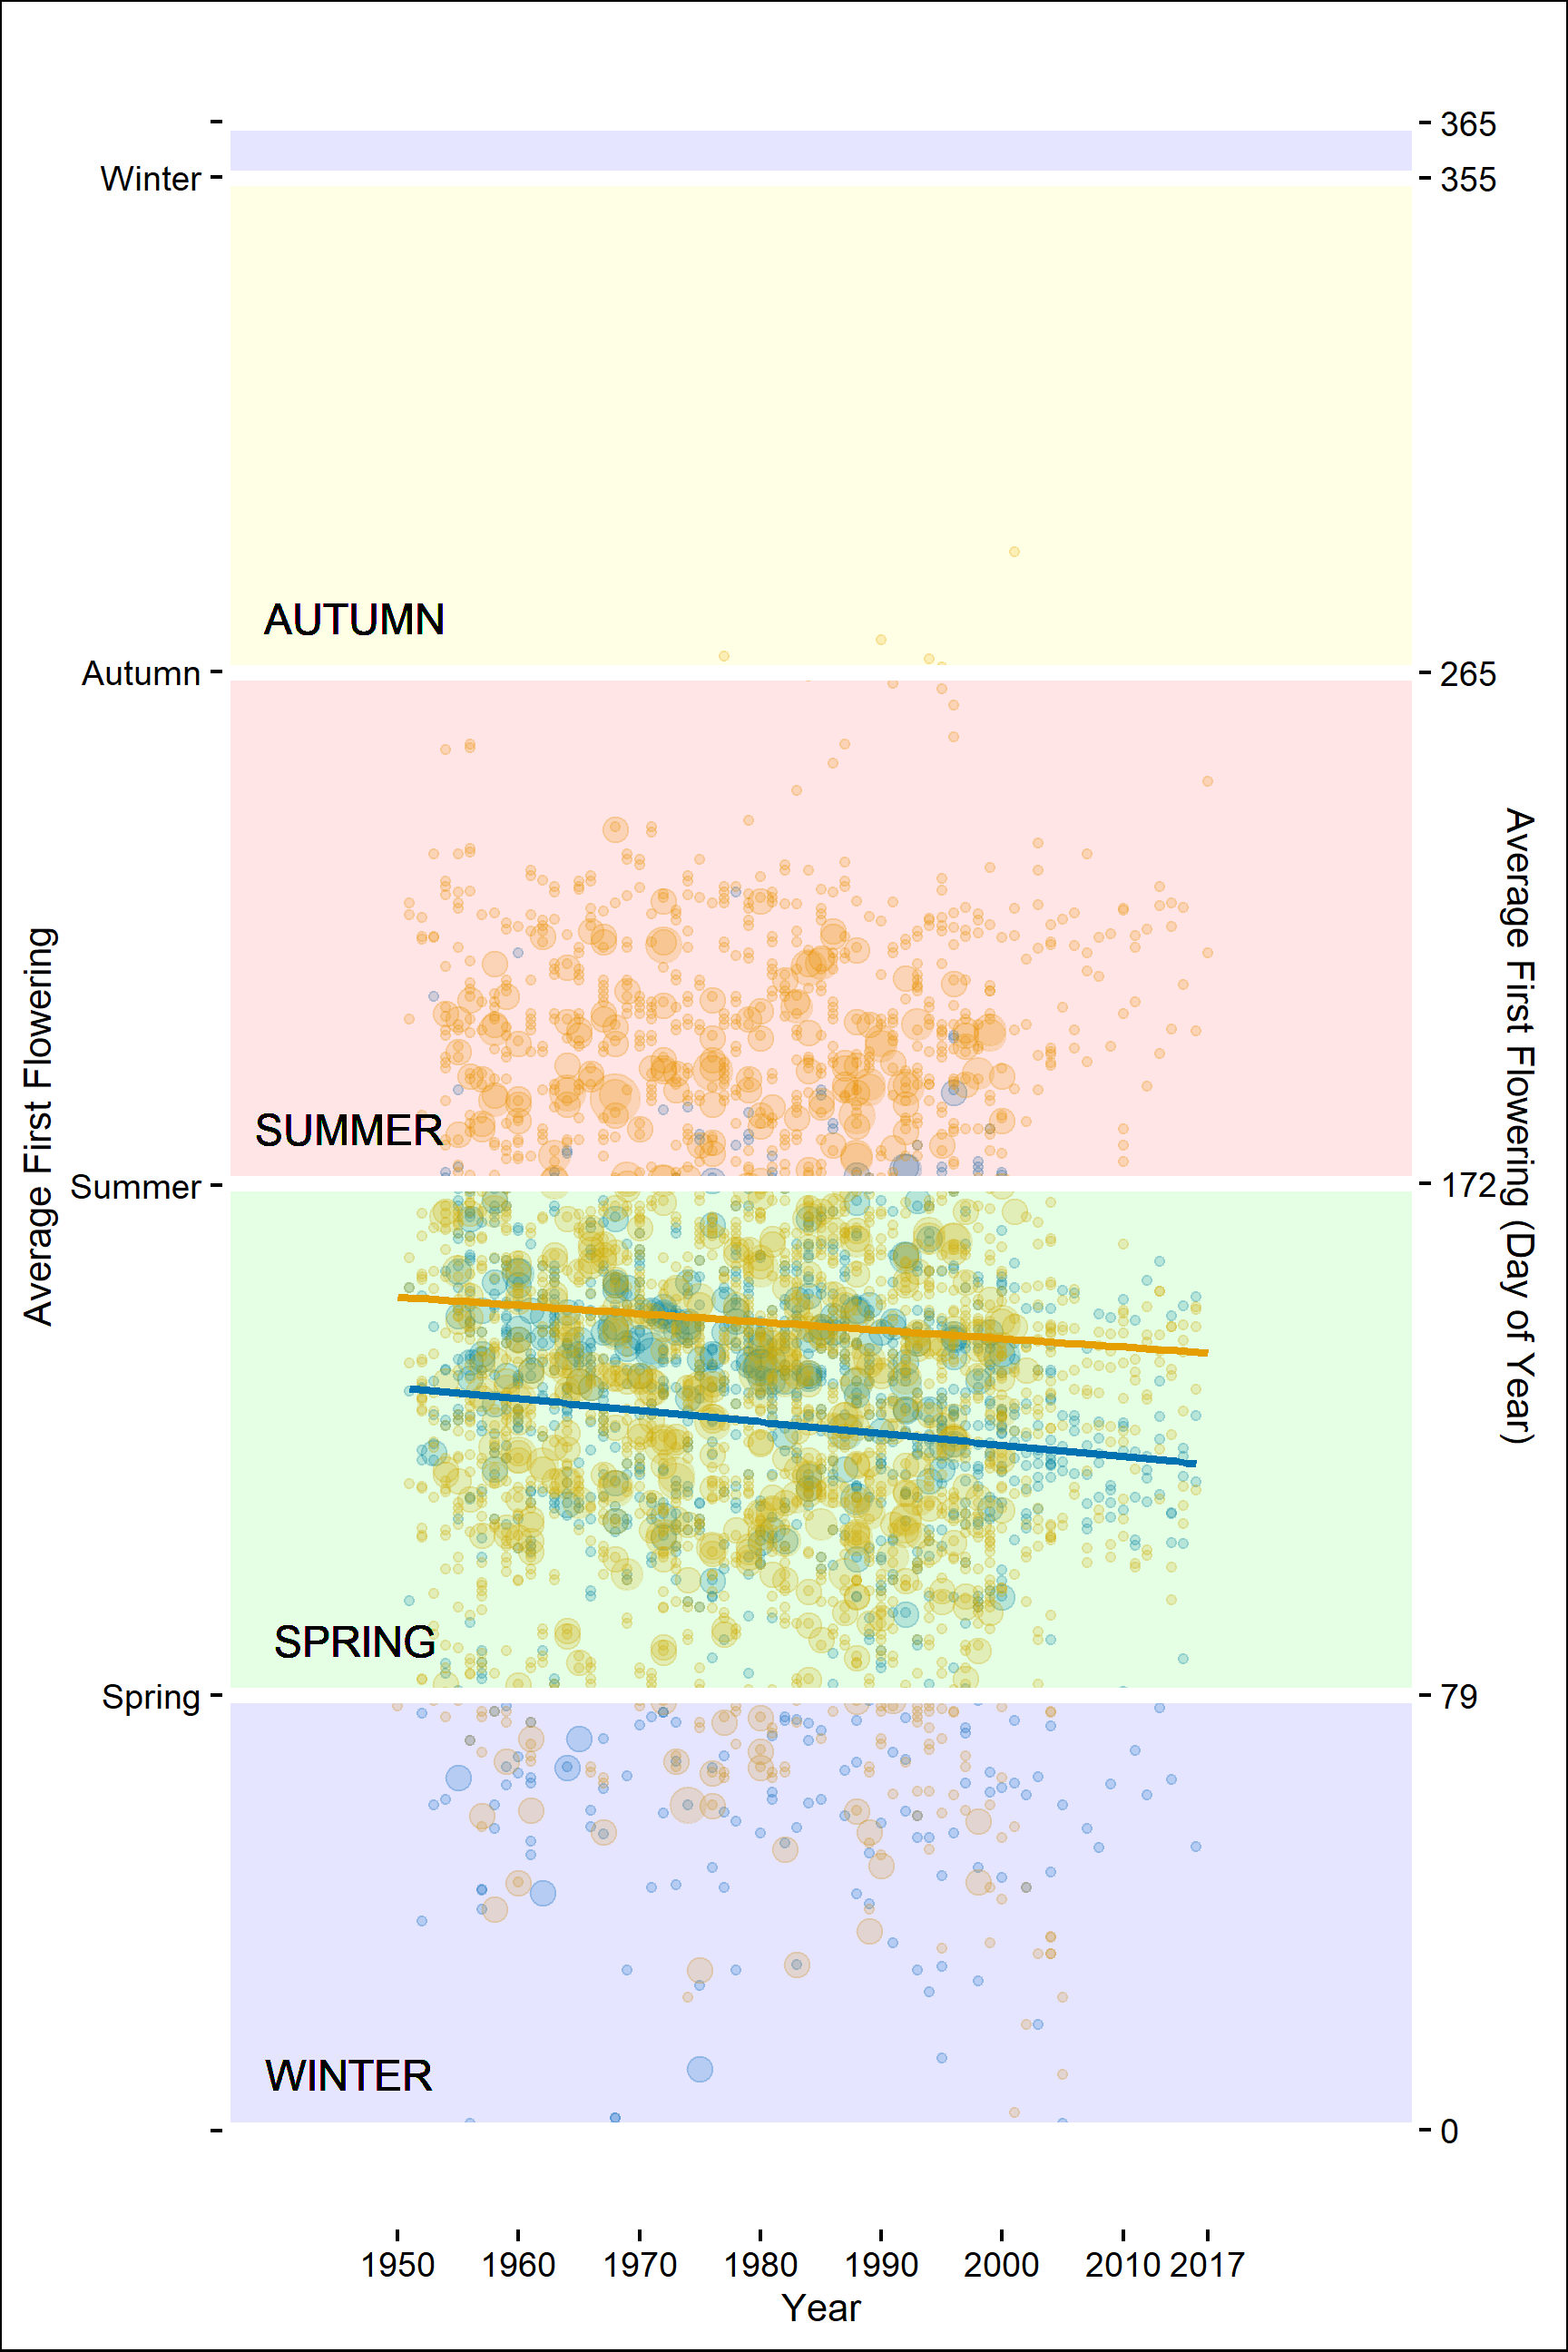 365
Winter
355
AUTUMN
Autumn
265
SUMMER
Summer
172
SPRING
Spring
79
WINTER
0
Average First Flowering
Average First Flowering (Day of Year)
1950 1960 1970 1980 1990 2000 2010 2017
Year